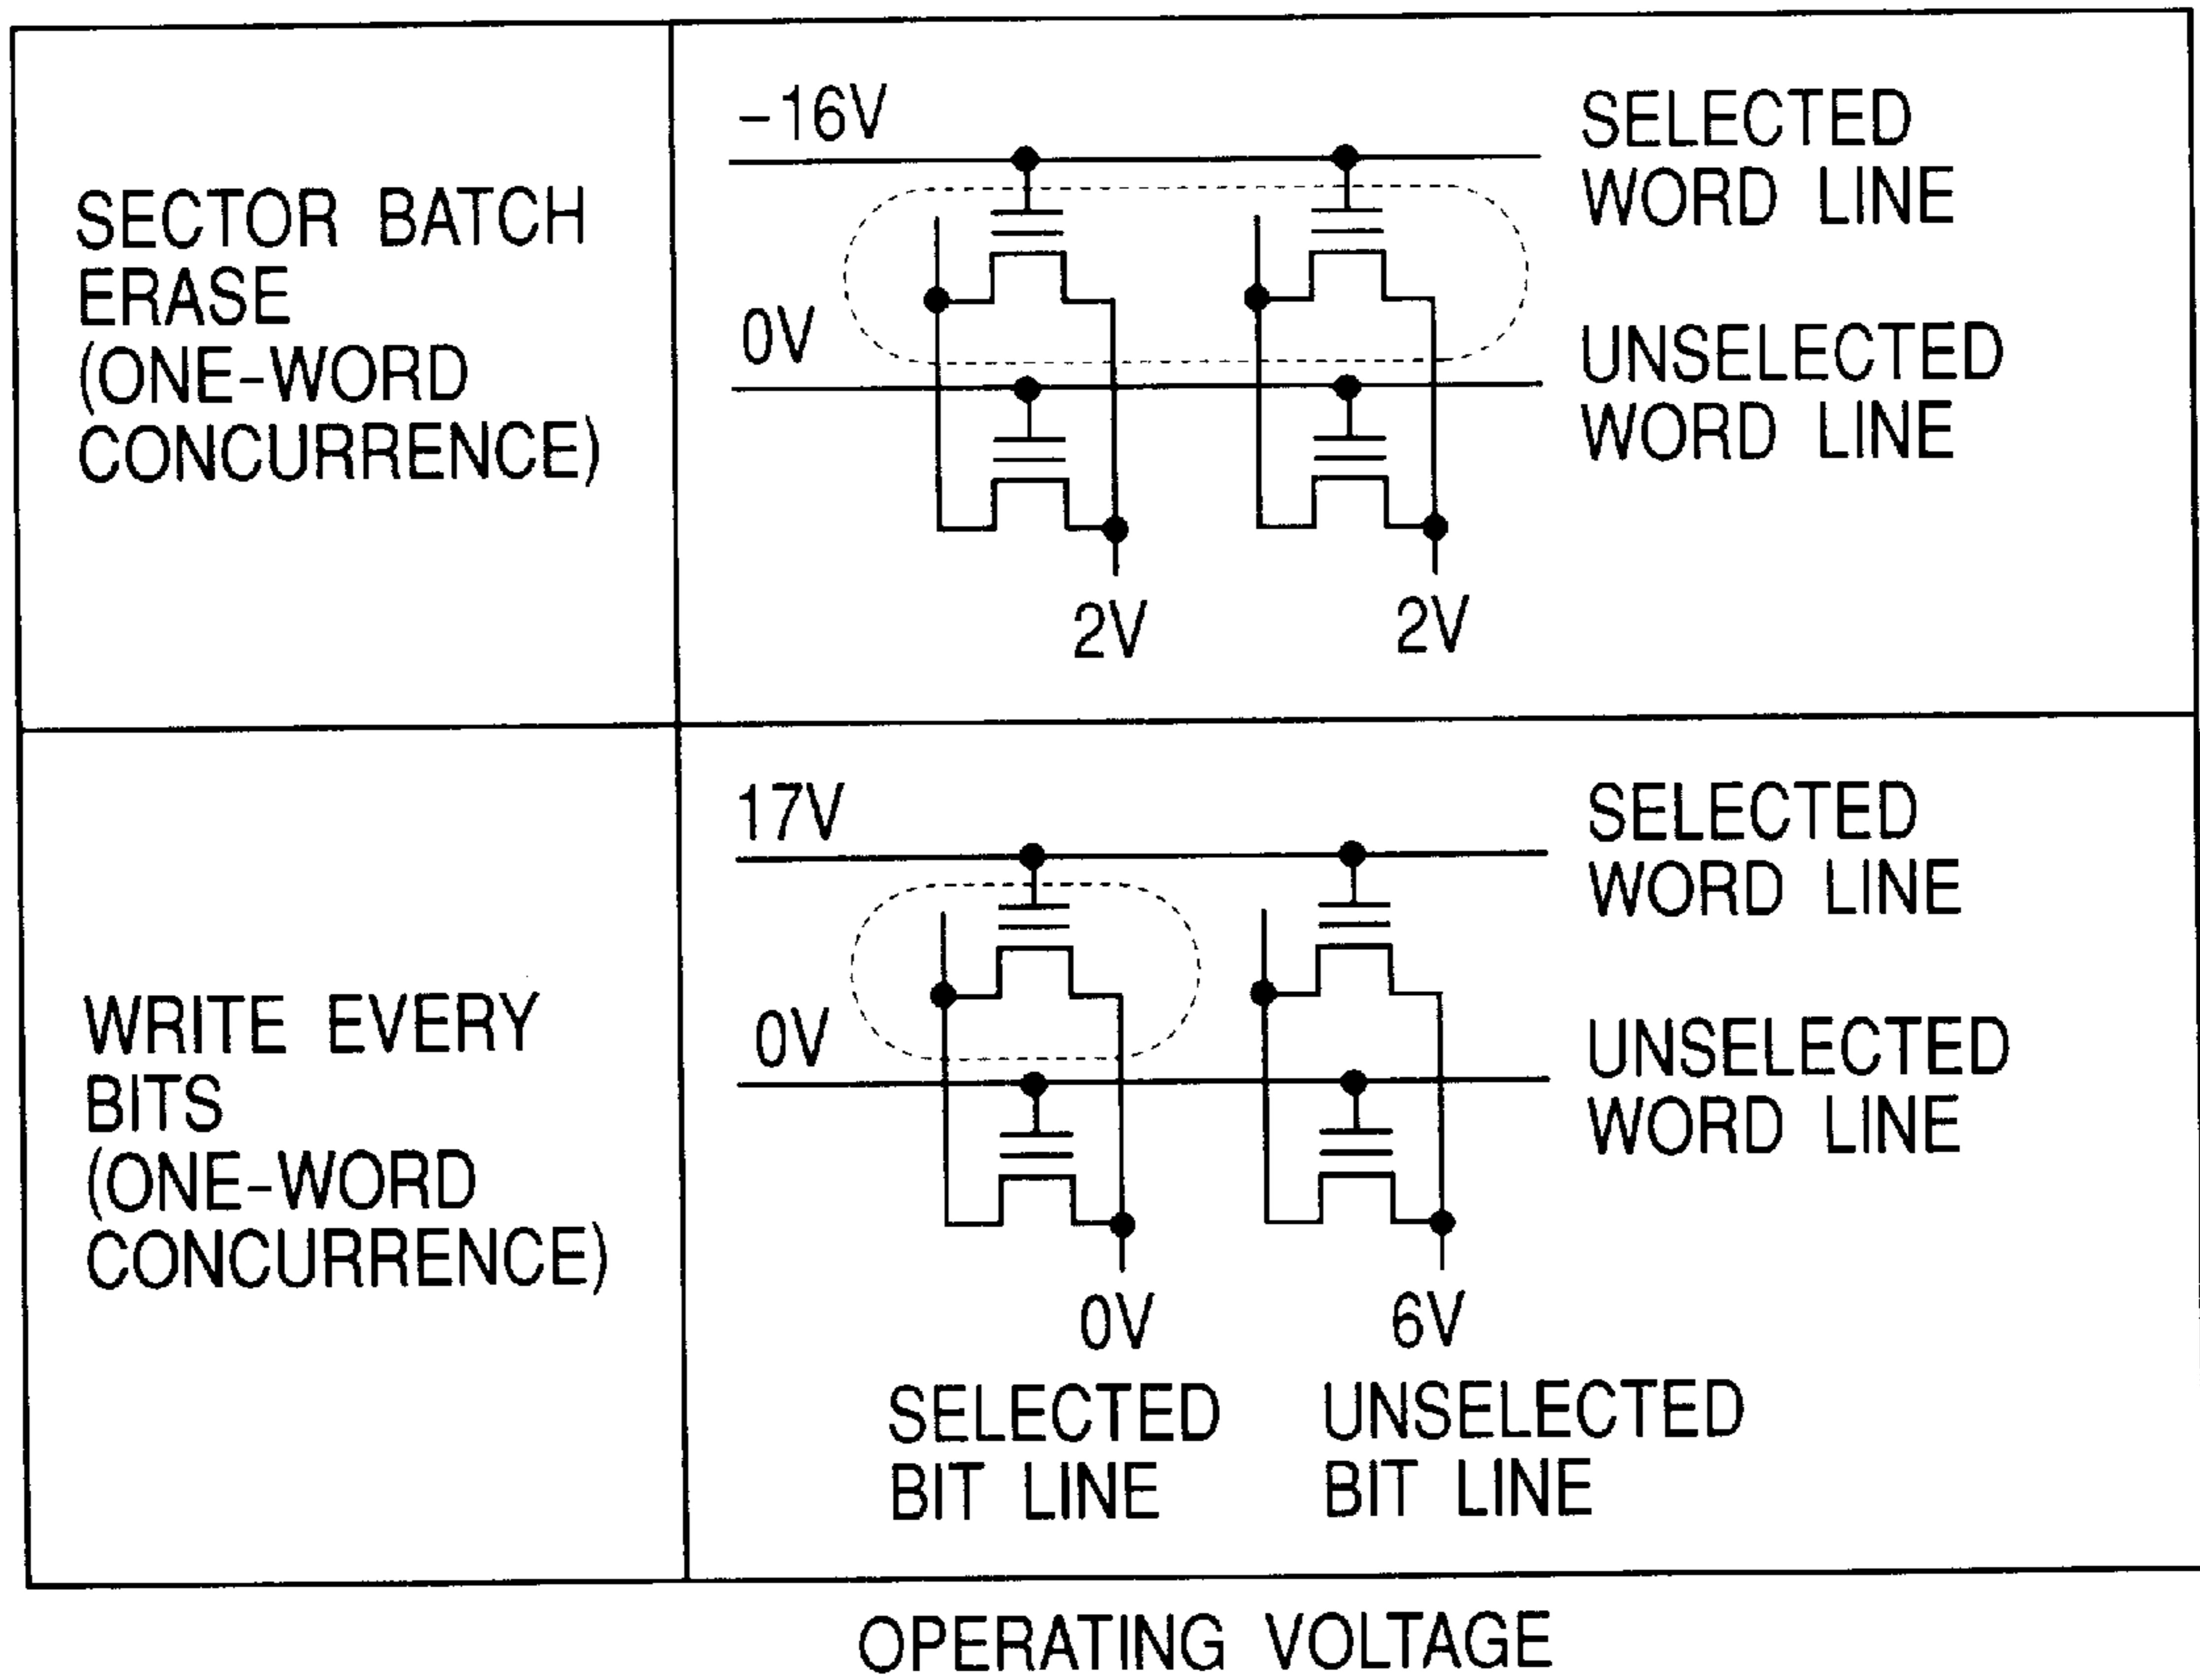 SECTOR BATCH
ERASE
(ONE-WORD
CONCURRENCE)
-16V
SELECTED
WORD LINE
0V
UNSELECTED
WORD LINE
2V
2V
WRITE EVERY
BITS
(ONE-WORD
CONCURRENCE)
17V
SELECTED
WORD LINE
0V
UNSELECTED
WORD LINE
0V
6V
SELECTED
BIT LINE
UNSELECTED
BIT LINE
OPERATING VOLTAGE